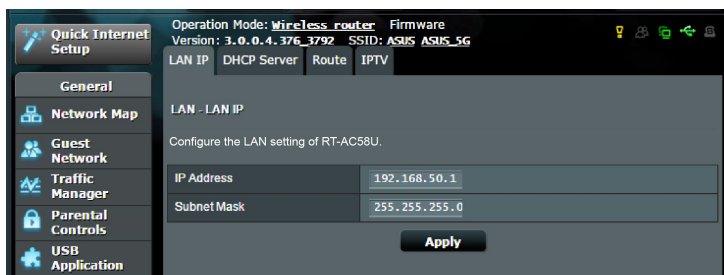 Quick Internet
Setup
General
Network Map
Guest
Network
Traffic
Manager
Parental
Controls
USB
Application
Operation Mode: Wireless router Firmware
Version: 3.0.0.4.376_3792 SSID: ASUS ASUS_5G
LAN IP DHCP Server Route IPTV
LAN - LAN IP
Configure the LAN setting of RT-AC58U.
IP Address 192.168.50.1
Subnet Mask 255.255.255.0
Apply